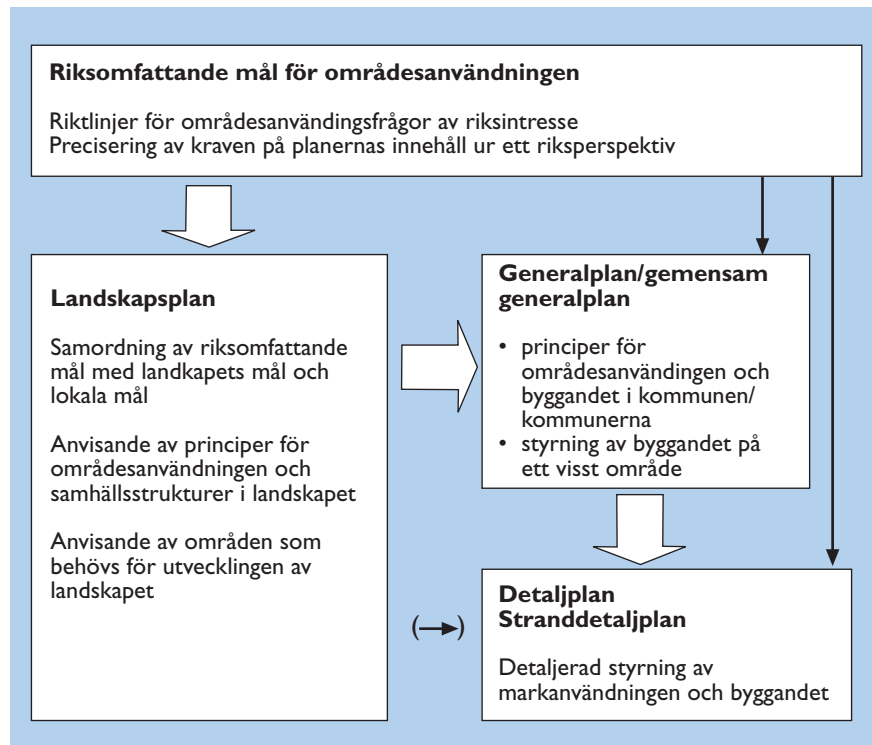 Riksomfattande mål för områdesanvändningen
Riktlinjer för områdesanvändingsfrågor av riksintresse
Precisering av kraven på planernas innehåll ur ett riksperspektiv
Landskapsplan
Samordning av riksomfattande
mål med landkapets mål och
lokala mål
Anvisande av principer för
områdesanvändningen och
samhällsstrukturer i landskapet
Anvisande av områden som
behövs för utvecklingen av
landskapet
Generalplan/gemensam
generalplan
• principer för
områdesanvändingen och
byggandet i kommunen/
kommunerna
• styrning av byggandet på
ett visst område
(→)
Detaljplan
Stranddetaljplan
Detaljerad styrning av
markanvändningen och byggandet